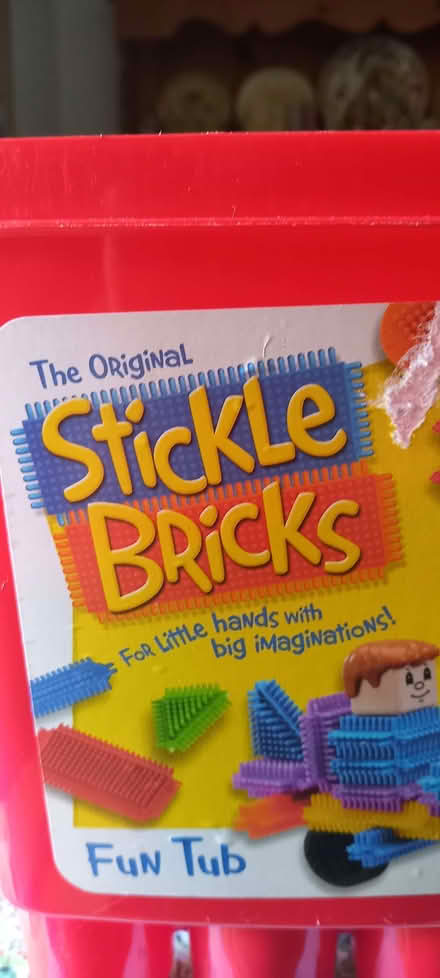 The Original
Stickle
Bricks
For little hands with
big imaginations!
Fun Tub